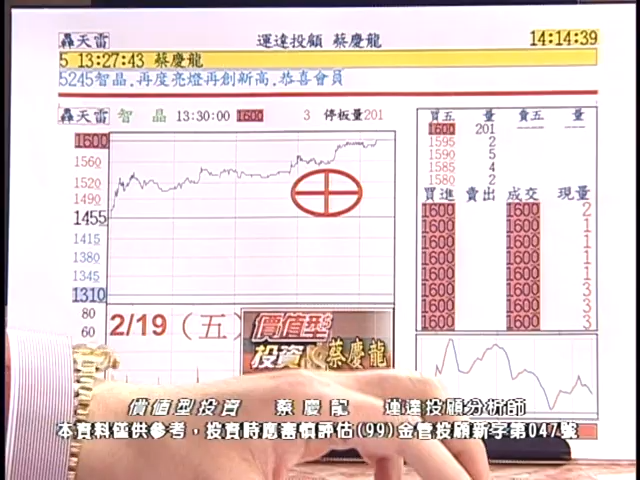 轟天雷 運達投顧 蔡慶龍 14:14:39
5 13:27:43 蔡慶龍
5245智晶.再度亮燈再創新高.恭喜會員
轟天雷 智 晶 13:30:00 1600 3 停板量201
買五 量 賣五 量
1600 201 ---- ----
1595 2
1590 5
1585 4
1580 2
買進 賣出 成交 現量
1600 1600 2
1600 1600 1
1600 1600 1
1600 1600 1
1600 1600 1
1600 1600 3
1600 1600 3
1600 1600 3
1600
1560
1520
1490
1455
1415
1380
1345
1310
80
60
2/19（五）
價值型
投資 蔡慶龍
價值型投資 蔡慶龍 運達投顧分析師
本資料僅供參考，投資時應審慎評估(99)金管投顧新字第047號